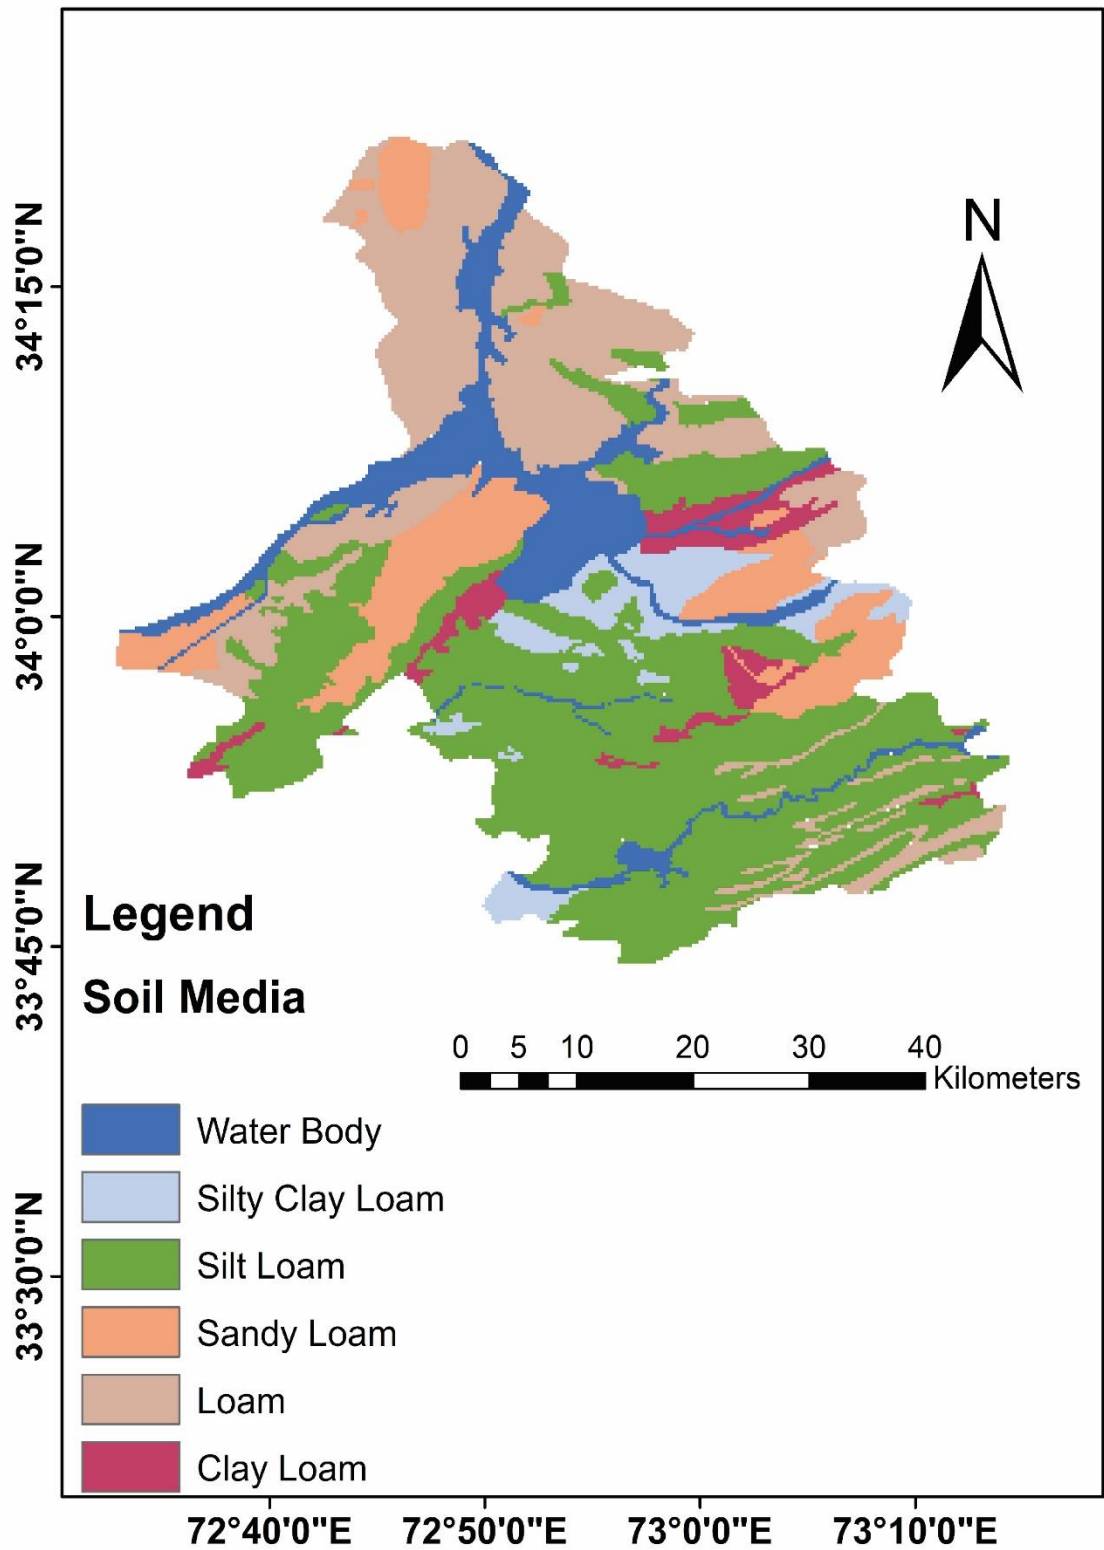 N
34°15'0"N
34°0'0"N
33°45'0"N
33°30'0"N
Legend
Soil Media
0 5 10 20 30 40
Kilometers
Water Body
Silty Clay Loam
Silt Loam
Sandy Loam
Loam
Clay Loam
72°40'0"E 72°50'0"E 73°0'0"E 73°10'0"E